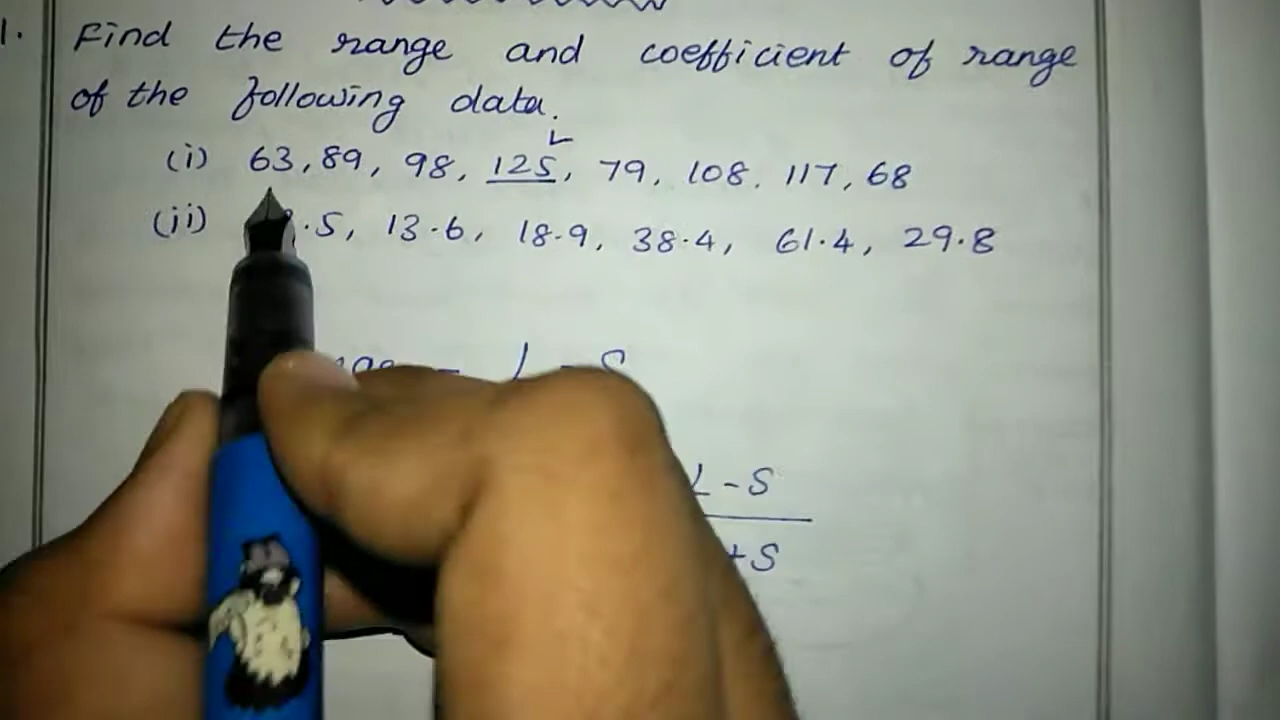 1. Find the range and coefficient of range
of the following data.
(i) 63, 89, 98, 125, 79, 108. 117, 68
L
(ii) .5, 13.6, 18.9, 38.4, 61.4, 29.8
L - S
L - S
+ S